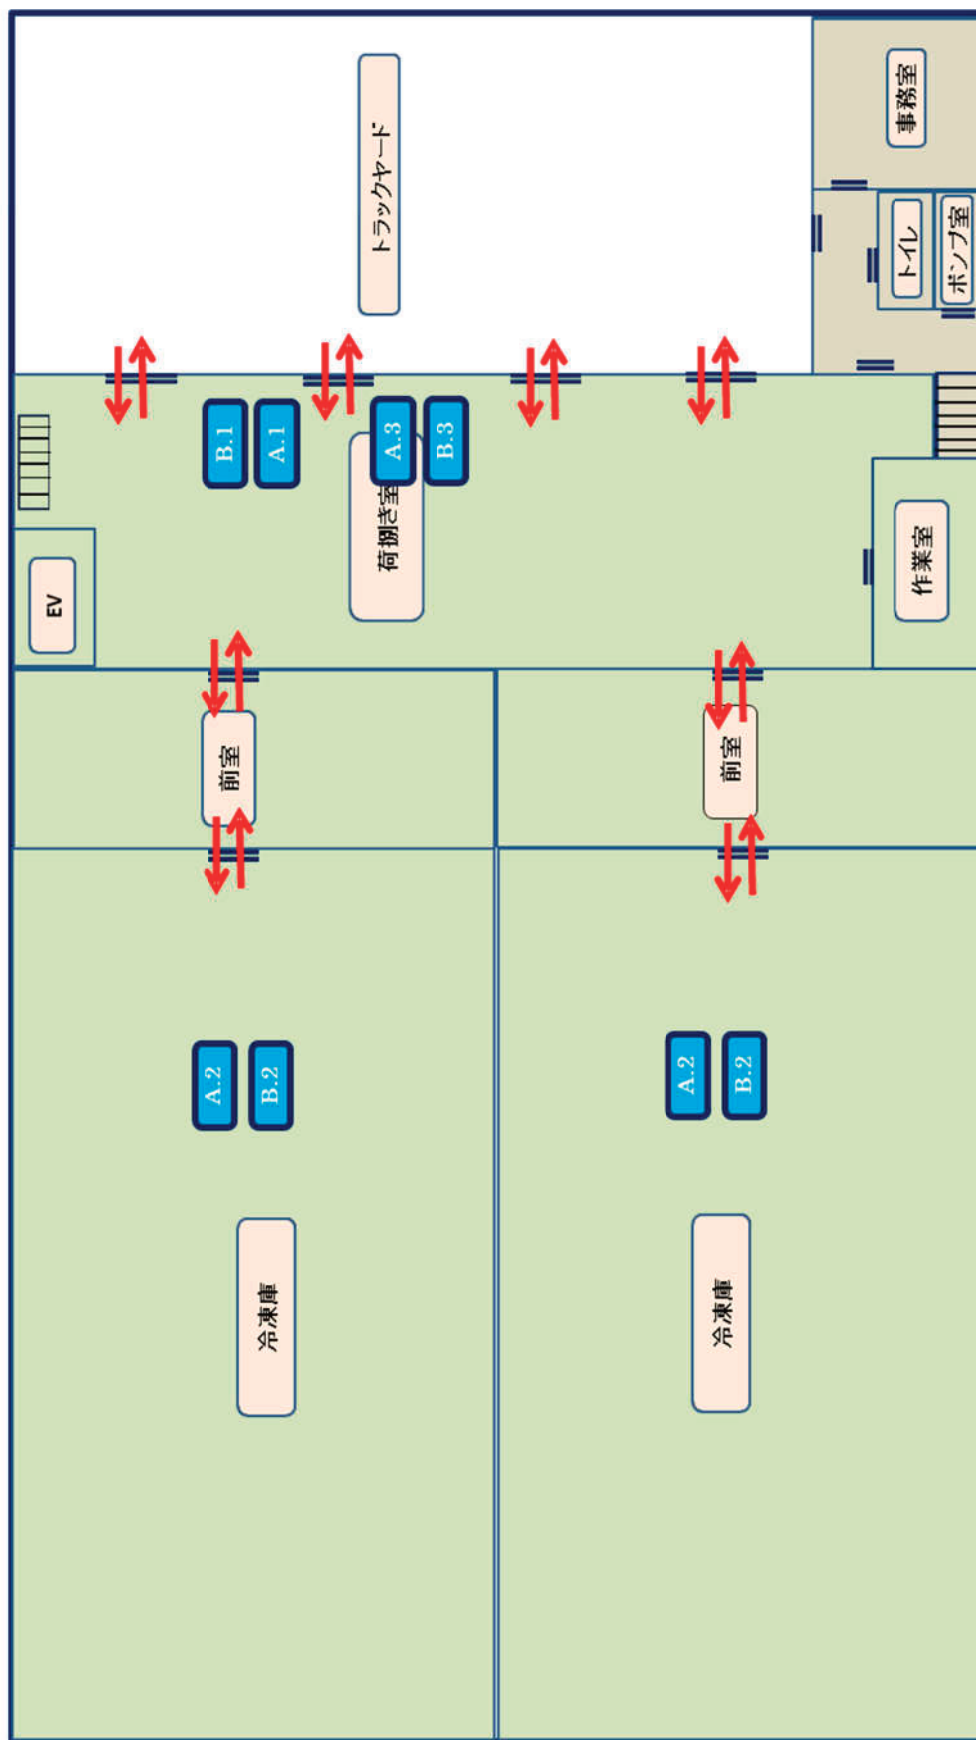 事務室
トラックヤード
トイレ
ポンプ室
B.1
A.1
A.3
B.3
荷捌き室
EV
作業室
前室
前室
A.2
B.2
A.2
B.2
冷凍庫
冷凍庫